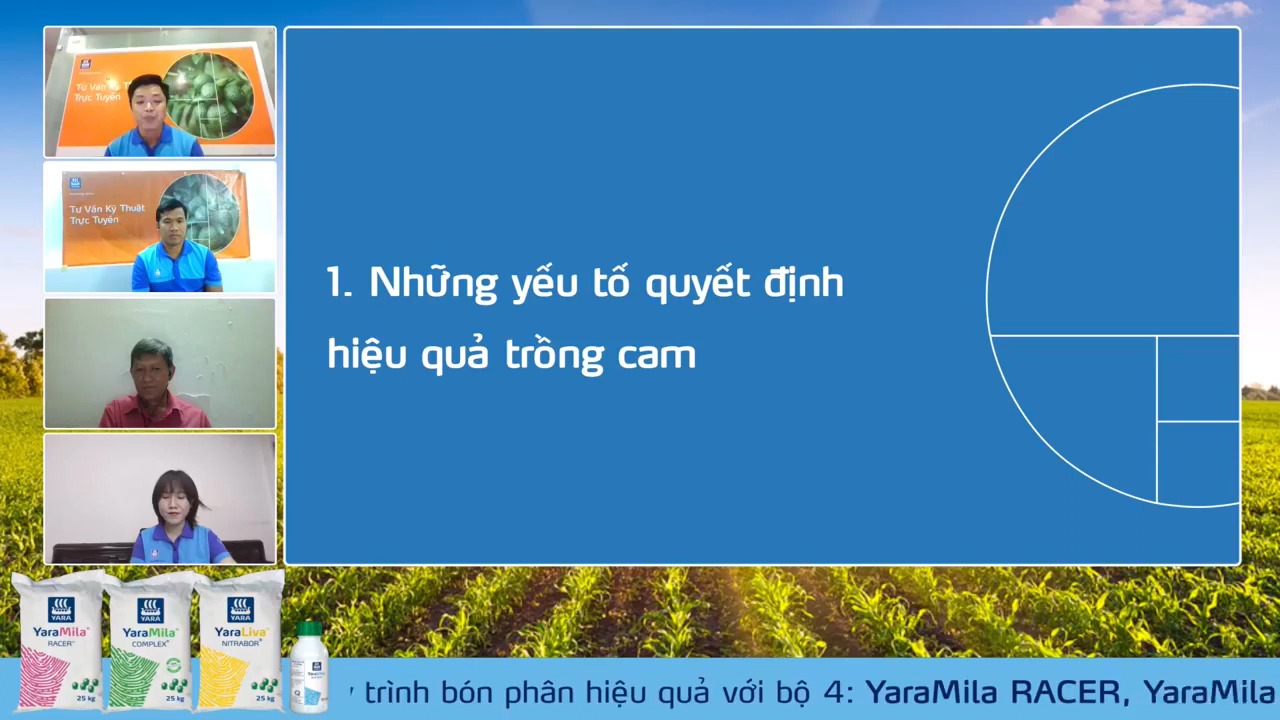 Tư Vấn Kỹ T
Trực Tuyến
Tư Vấn Kỹ Thuật
Trực Tuyến
1. Những yếu tố quyết định
hiệu quả trồng cam
YARA
YaraMila
RACER
25 kg
YARA
YaraMila
COMPLEX
25 kg
YARA
YaraLiva
NITRABOR
25 kg
trình bón phân hiệu quả với bộ 4: YaraMila RACER, YaraMila